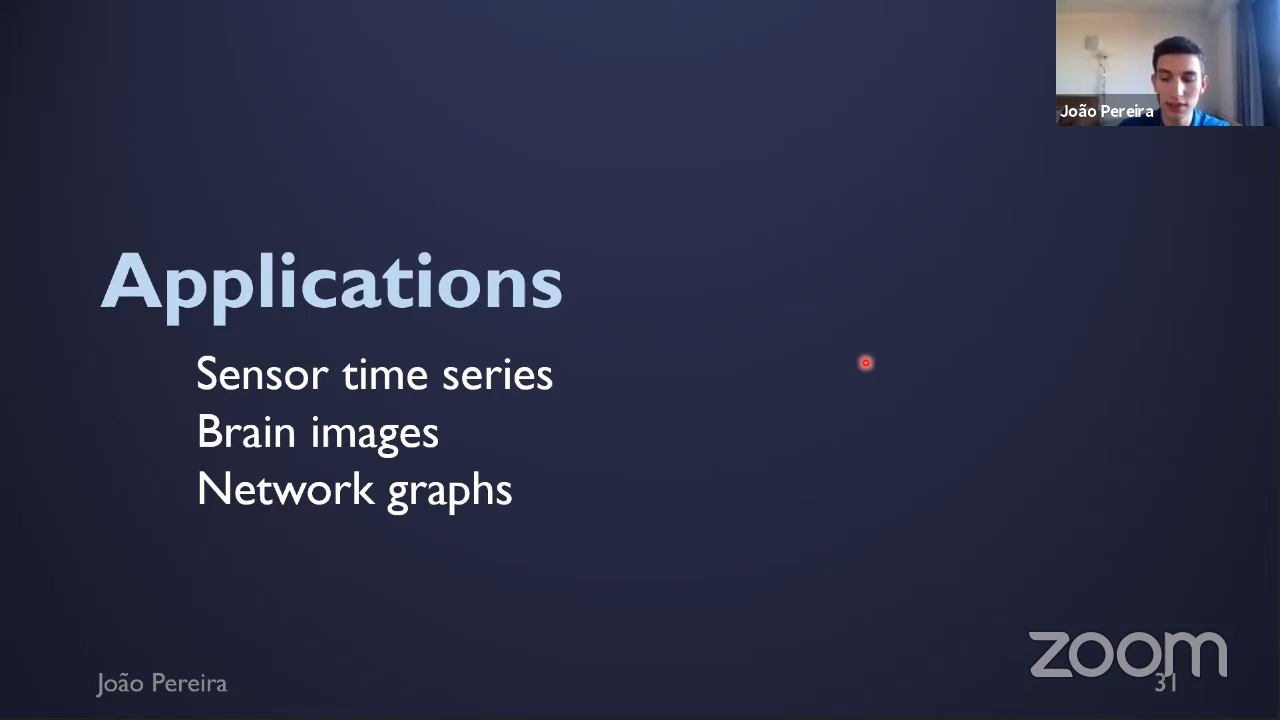 João Pereira
Applications
Sensor time series
Brain images
Network graphs
João Pereira
zoom
31